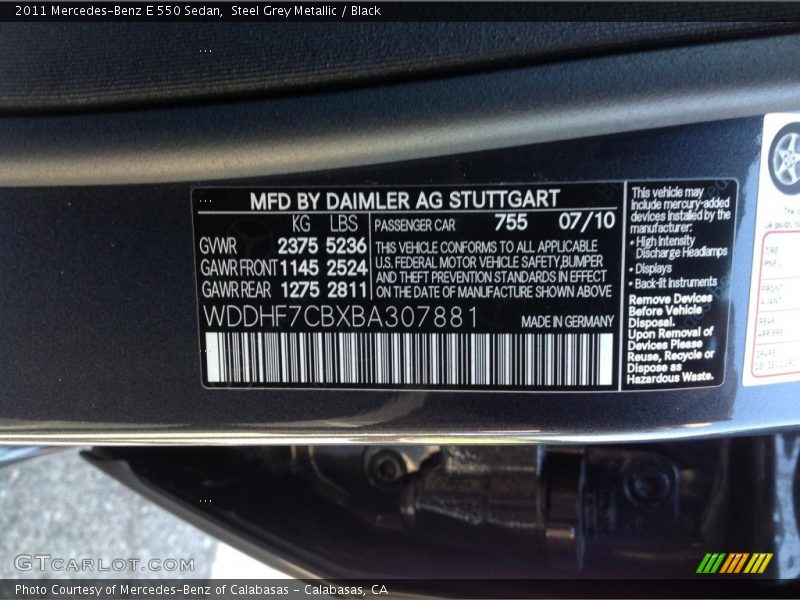 2011 Mercedes-Benz E 550 Sedan,  Steel Grey Metallic / Black
MFD BY DAIMLER AG STUTTGART
KG LBS
GVWR 2375 5236
GAWR FRONT 1145 2524
GAWR REAR 1275 2811
PASSENGER CAR 755 07/10
THIS VEHICLE CONFORMS TO ALL APPLICABLE
U.S. FEDERAL MOTOR VEHICLE SAFETY,BUMPER
AND THEFT PREVENTION STANDARDS IN EFFECT
ON THE DATE OF MANUFACTURE SHOWN ABOVE
WDDHF7CBXBA307881
MADE IN GERMANY
This vehicle may
include mercury-added
devices installed by the
manufacturer:
• High Intensity
Discharge Headlamps
• Displays
• Back-lit instruments
Remove Devices
Before Vehicle
Disposal.
Upon Removal of
Devices Please
Reuse, Recycle or
Dispose as
Hazardous Waste.
TIRE
FRONT
REAR
GTCARLOT.COM
Photo Courtesy of Mercedes-Benz of Calabasas - Calabasas, CA